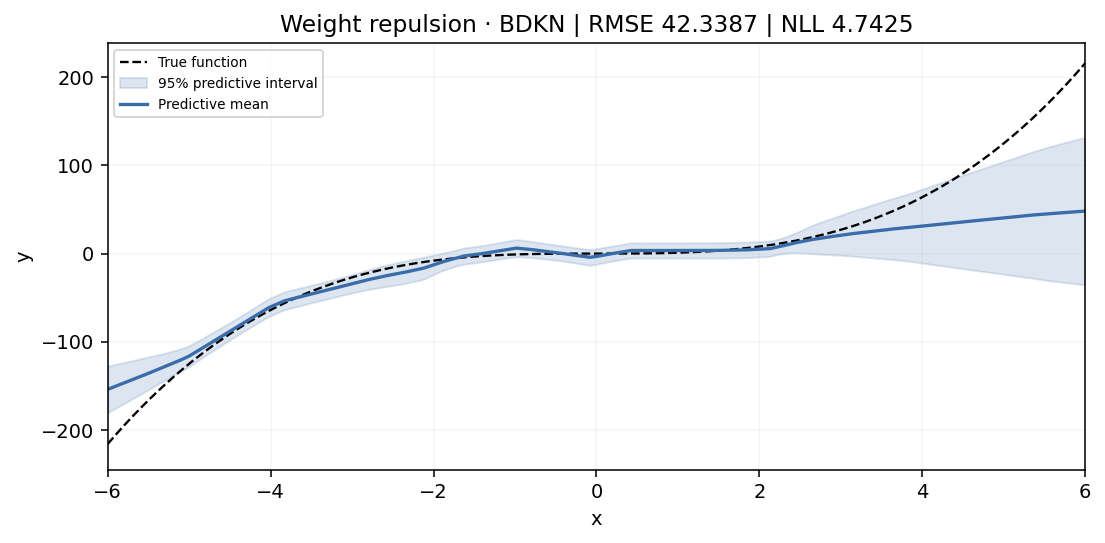 Weight repulsion · BDKN | RMSE 42.3387 | NLL 4.7425
True function
95% predictive interval
Predictive mean
y
200
100
0
−100
−200
−6 −4 −2 0 2 4 6
x